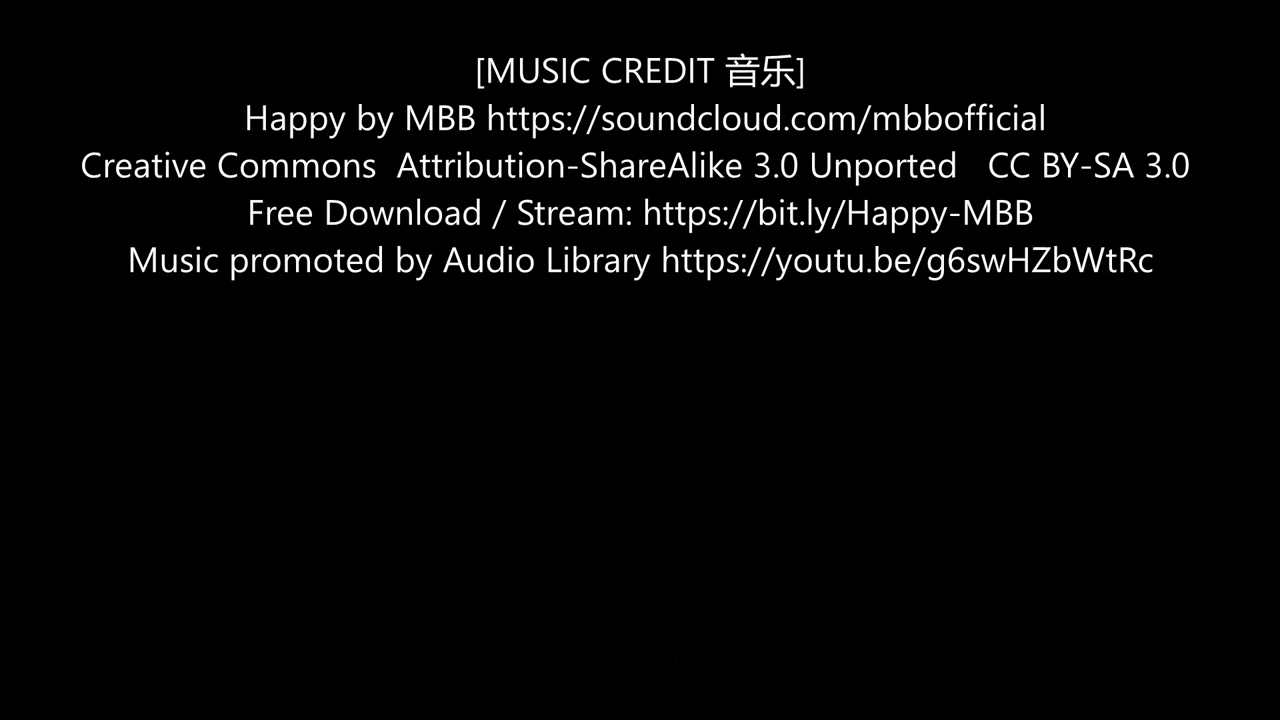 [MUSIC CREDIT 音乐]
Happy by MBB https://soundcloud.com/mbbofficial
Creative Commons  Attribution-ShareAlike 3.0 Unported   CC BY-SA 3.0
Free Download / Stream: https://bit.ly/Happy-MBB
Music promoted by Audio Library https://youtu.be/g6swHZbWtRc